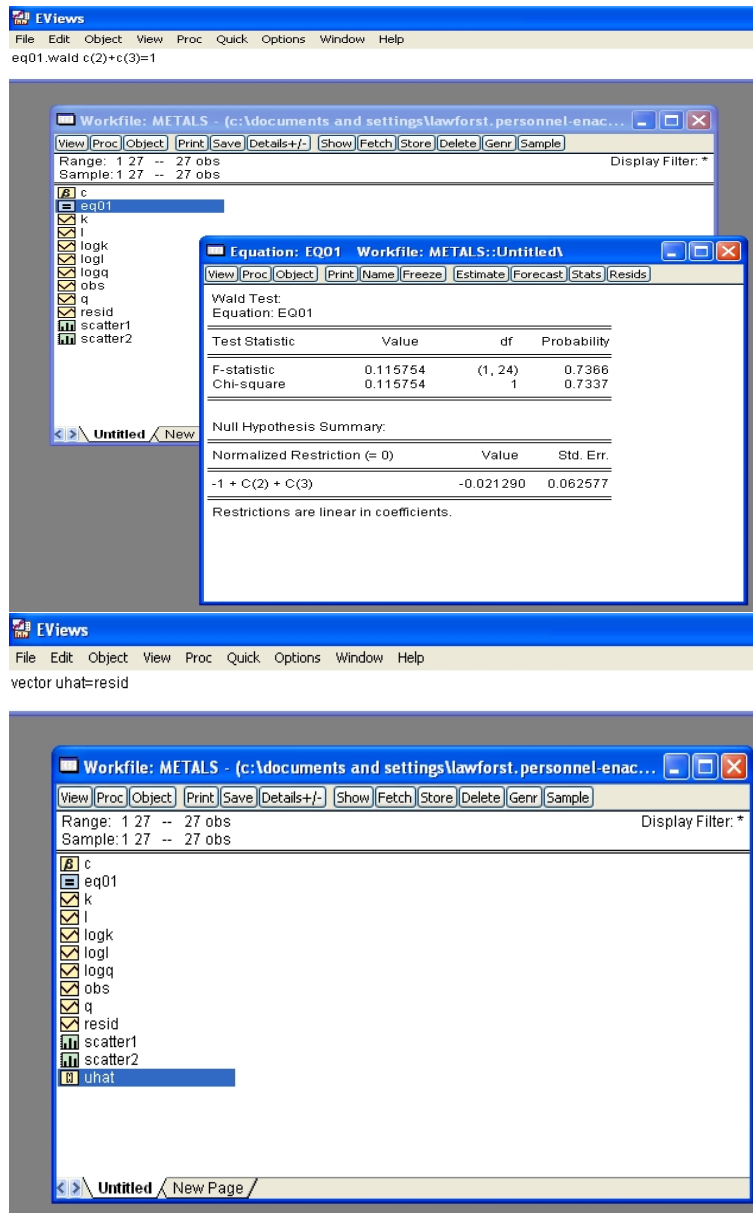 EViews
File Edit Object View Proc Quick Options Window Help
eq01.wald c(2)+c(3)=1
Workfile: METALS - (c:\documents and settings\lawforst.personnel-enac...
View Proc Object Print Save Details+/- Show Fetch Store Delete Genr Sample
Range: 1 27 -- 27 obs Display Filter: *
Sample: 1 27 -- 27 obs
c
eq01
k
l
logk
logl
logq
obs
q
resid
scatter1
scatter2
Untitled New
Equation: EQ01 Workfile: METALS::Untitled\
View Proc Object Print Name Freeze Estimate Forecast Stats Resids
Wald Test:
Equation: EQ01
Test Statistic Value df Probability
F-statistic 0.115754 (1, 24) 0.7366
Chi-square 0.115754 1 0.7337
Null Hypothesis Summary:
Normalized Restriction (= 0) Value Std. Err.
-1 + C(2) + C(3) -0.021290 0.062577
Restrictions are linear in coefficients.
EViews
File Edit Object View Proc Quick Options Window Help
vector uhat=resid
Workfile: METALS - (c:\documents and settings\lawforst.personnel-enac...
View Proc Object Print Save Details+/- Show Fetch Store Delete Genr Sample
Range: 1 27 -- 27 obs Display Filter: *
Sample: 1 27 -- 27 obs
c
eq01
k
l
logk
logl
logq
obs
q
resid
scatter1
scatter2
uhat
Untitled New Page